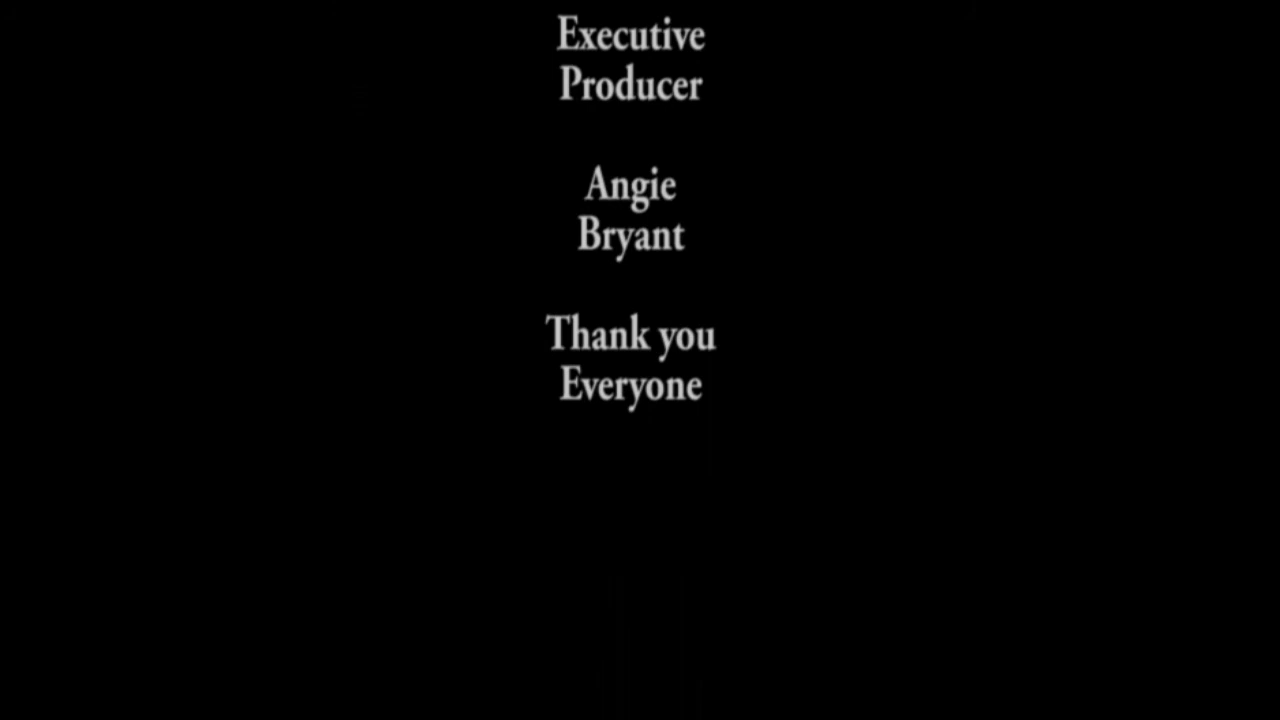 Executive
Producer
Angie
Bryant
Thank you
Everyone